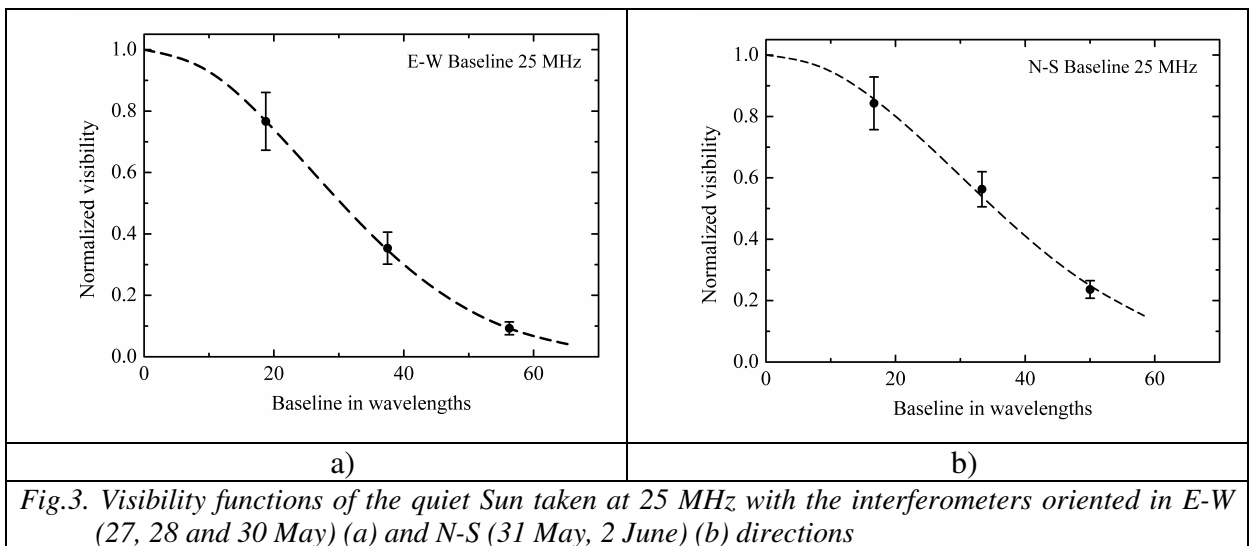 E-W Baseline 25 MHz
1.0
0.8
0.6
0.4
0.2
0.0
Normalized visibility
0 20 40 60
Baseline in wavelengths
N-S Baseline 25 MHz
1.0
0.8
0.6
0.4
0.2
0.0
Normalized visibility
0 20 40 60
Baseline in wavelengths
a) b)
Fig.3. Visibility functions of the quiet Sun taken at 25 MHz with the interferometers oriented in E-W
(27, 28 and 30 May) (a) and N-S (31 May, 2 June) (b) directions